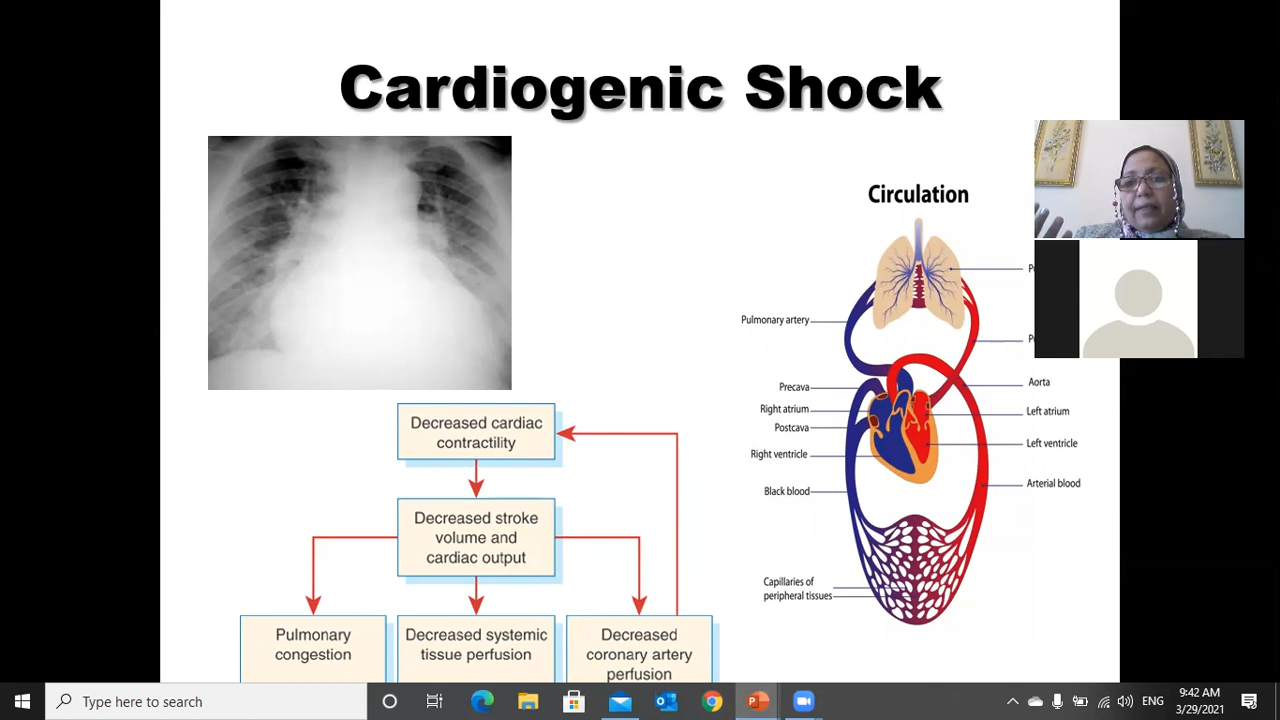 Cardiogenic Shock
Circulation
Pulmonary artery
Precava
Right atrium
Postcava
Right ventricle
Black blood
Capillaries of
peripheral tissues
Aorta
Left atrium
Left ventricle
Arterial blood
Decreased cardiac
contractility
Decreased stroke
volume and
cardiac output
Pulmonary
congestion
Decreased systemic
tissue perfusion
Decreased
coronary artery
perfusion
Type here to search
ENG
9:42 AM
3/29/2021